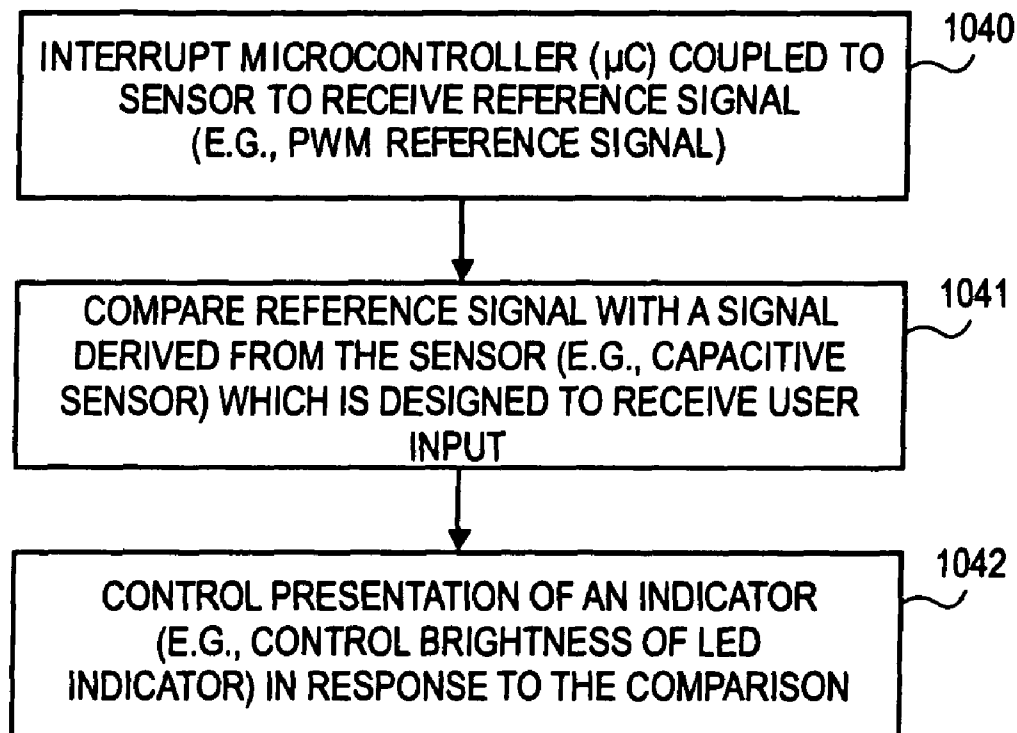 1040
INTERRUPT MICROCONTROLLER (µC) COUPLED TO
SENSOR TO RECEIVE REFERENCE SIGNAL
(E.G., PWM REFERENCE SIGNAL)
1041
COMPARE REFERENCE SIGNAL WITH A SIGNAL
DERIVED FROM THE SENSOR (E.G., CAPACITIVE
SENSOR) WHICH IS DESIGNED TO RECEIVE USER
INPUT
1042
CONTROL PRESENTATION OF AN INDICATOR
(E.G., CONTROL BRIGHTNESS OF LED
INDICATOR) IN RESPONSE TO THE COMPARISON